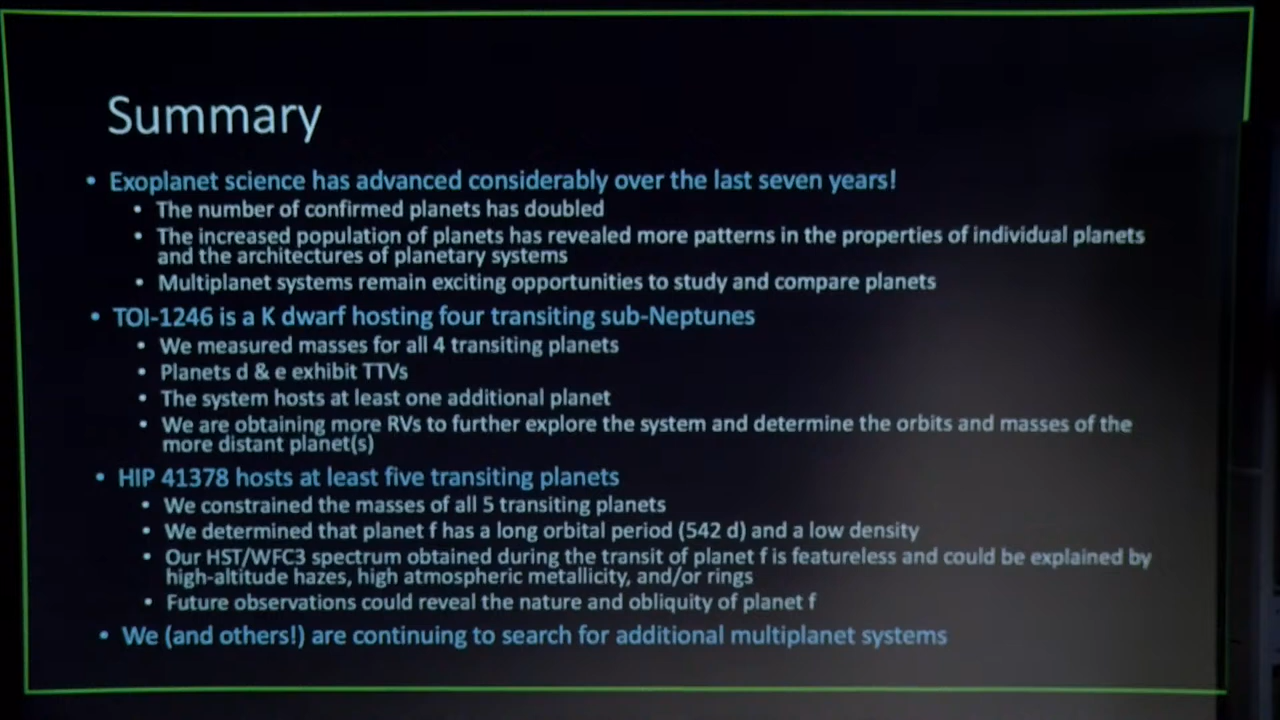 Summary
• Exoplanet science has advanced considerably over the last seven years!
• The number of confirmed planets has doubled
• The increased population of planets has revealed more patterns in the properties of individual planets
and the architectures of planetary systems
• Multiplanet systems remain exciting opportunities to study and compare planets
• TOI-1246 is a K dwarf hosting four transiting sub-Neptunes
• We measured masses for all 4 transiting planets
• Planets d & e exhibit TTVs
• The system hosts at least one additional planet
• We are obtaining more RVs to further explore the system and determine the orbits and masses of the
more distant planet(s)
• HIP 41378 hosts at least five transiting planets
• We constrained the masses of all 5 transiting planets
• We determined that planet f has a long orbital period (542 d) and a low density
• Our HST/WFC3 spectrum obtained during the transit of planet f is featureless and could be explained by
high-altitude hazes, high atmospheric metallicity, and/or rings
• Future observations could reveal the nature and obliquity of planet f
• We (and others!) are continuing to search for additional multiplanet systems